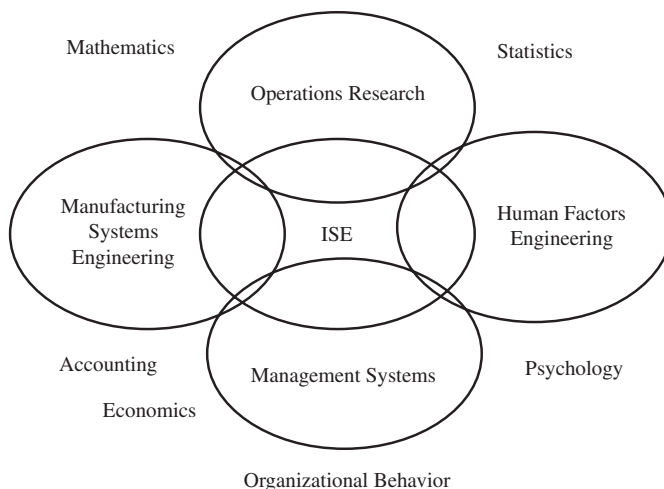 Mathematics
Statistics
Operations Research
Manufacturing
Systems
Engineering
ISE
Human Factors
Engineering
Accounting
Management Systems
Psychology
Economics
Organizational Behavior